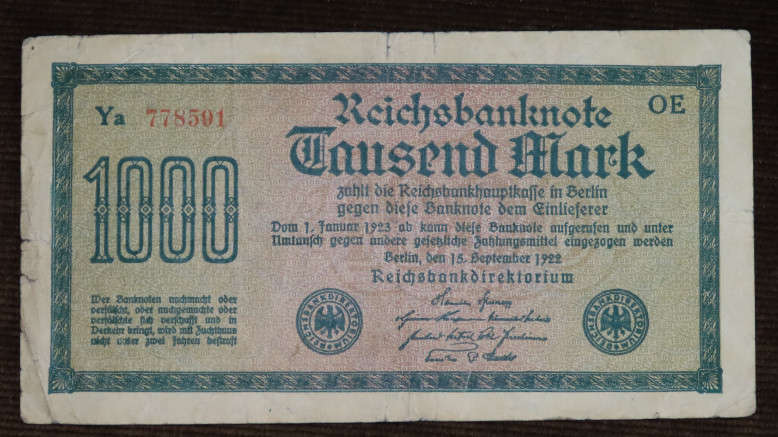 Ya 778591
Reichsbanknote
OE
Tausend Mark
1000
zahlt die Reichsbankhauptkasse in Berlin
gegen diese Banknote dem Einlieferer
Vom 1. Januar 1923 ab kann diese Banknote aufgerufen und unter
Umtausch gegen andere gesetzliche Zahlungsmittel eingezogen werden
Berlin, den 15. September 1922
Reichsbankdirektorium
Wer Banknoten nachmacht oder
verfälscht, oder nachgemachte oder
verfälschte sich verschafft und in
Verkehr bringt, wird mit Zuchthaus
nicht unter zwei Jahren bestraft
REICHSBANKDIREKTORIUM
REICHSBANKDIREKTORIUM